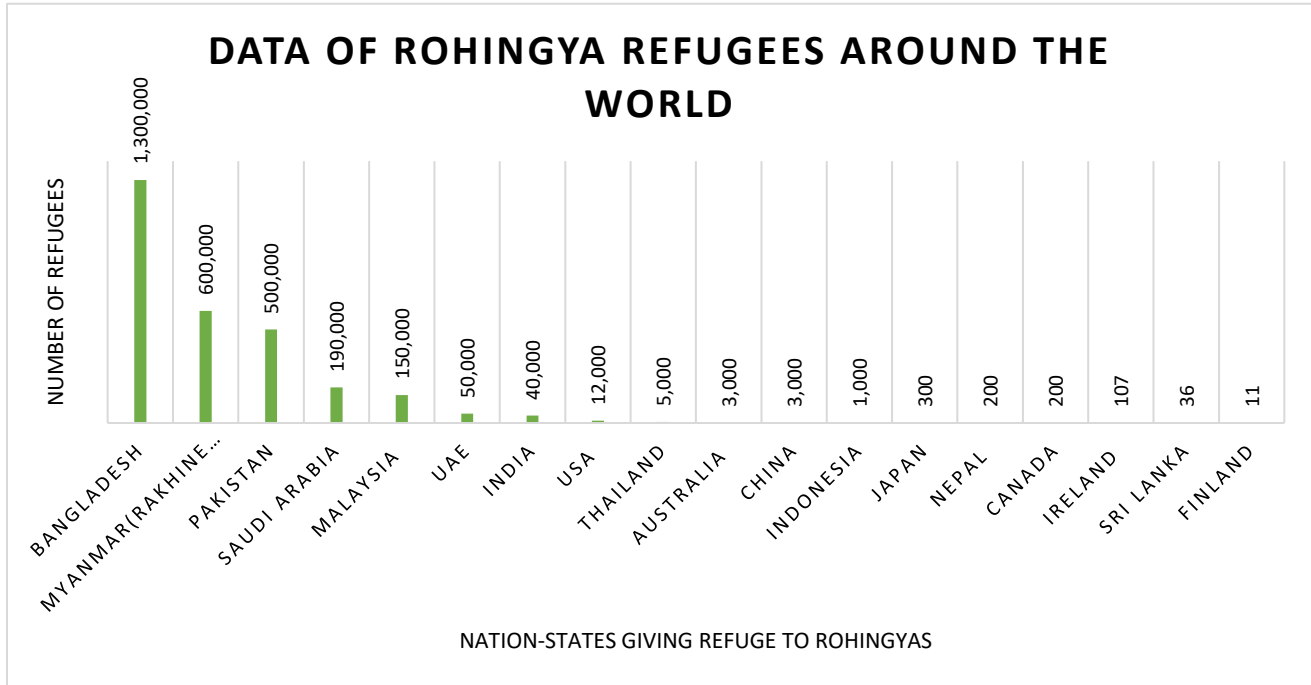 DATA OF ROHINGYA REFUGEES AROUND THE
WORLD
NUMBER OF REFUGEES
1,300,000
600,000
500,000
190,000
150,000
50,000
40,000
12,000
5,000
3,000
3,000
1,000
300
200
200
107
36
11
BANGLADESH
MYANMAR(RAKHINE…
PAKISTAN
SAUDI ARABIA
MALAYSIA
UAE
INDIA
USA
THAILAND
AUSTRALIA
CHINA
INDONESIA
JAPAN
NEPAL
CANADA
IRELAND
SRI LANKA
FINLAND
NATION-STATES GIVING REFUGE TO ROHINGYAS